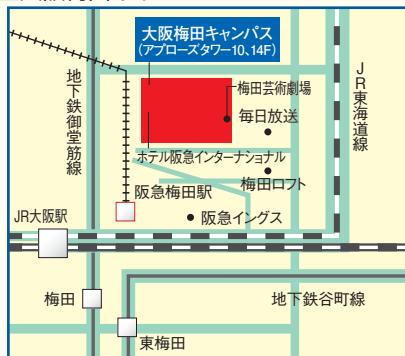 大阪梅田キャンパス
(アプローズタワー10、14F)
地下鉄御堂筋線
JR東海道線
梅田芸術劇場
毎日放送
ホテル阪急インターナショナル
梅田ロフト
阪急梅田駅
阪急イングス
JR大阪駅
梅田
地下鉄谷町線
東梅田